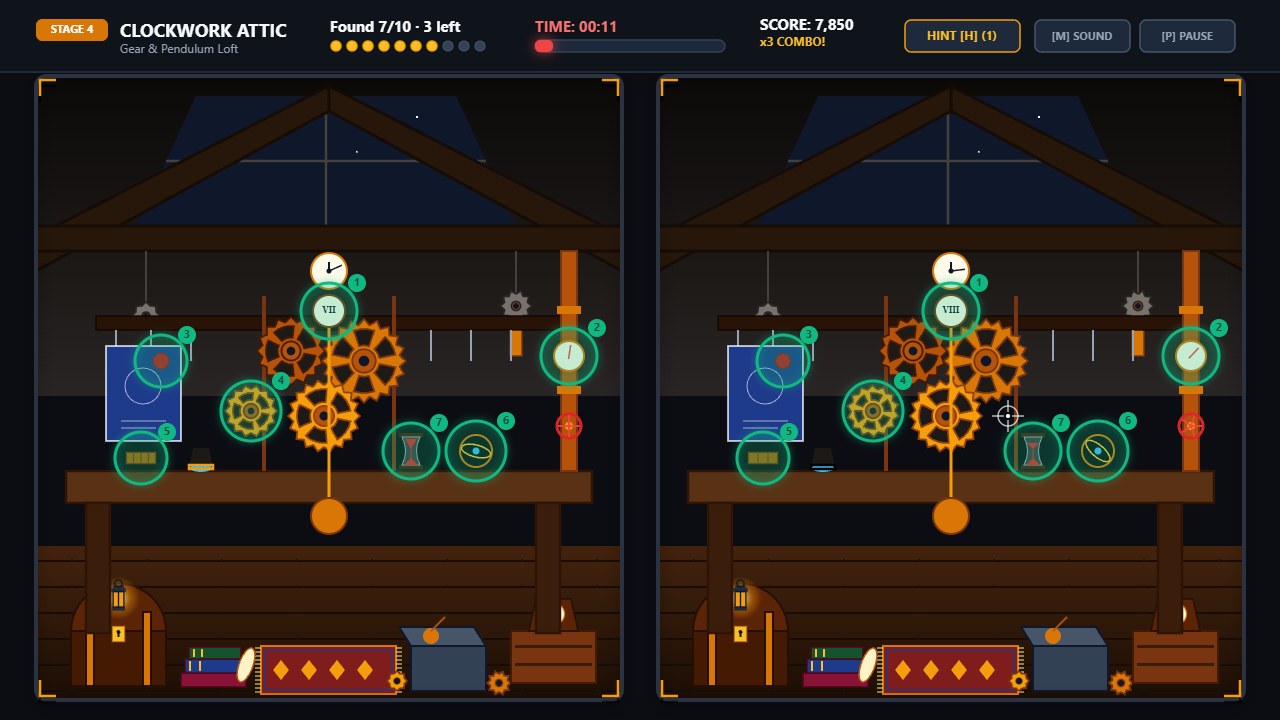 STAGE 4
CLOCKWORK ATTIC
Gear & Pendulum Loft
Found 7/10 · 3 left
TIME: 00:11
SCORE: 7,850
x3 COMBO!
HINT [H] (1)
[M] SOUND
[P] PAUSE
1
VII
2
3
4
5
6
7
1
VIII
2
3
4
5
6
7